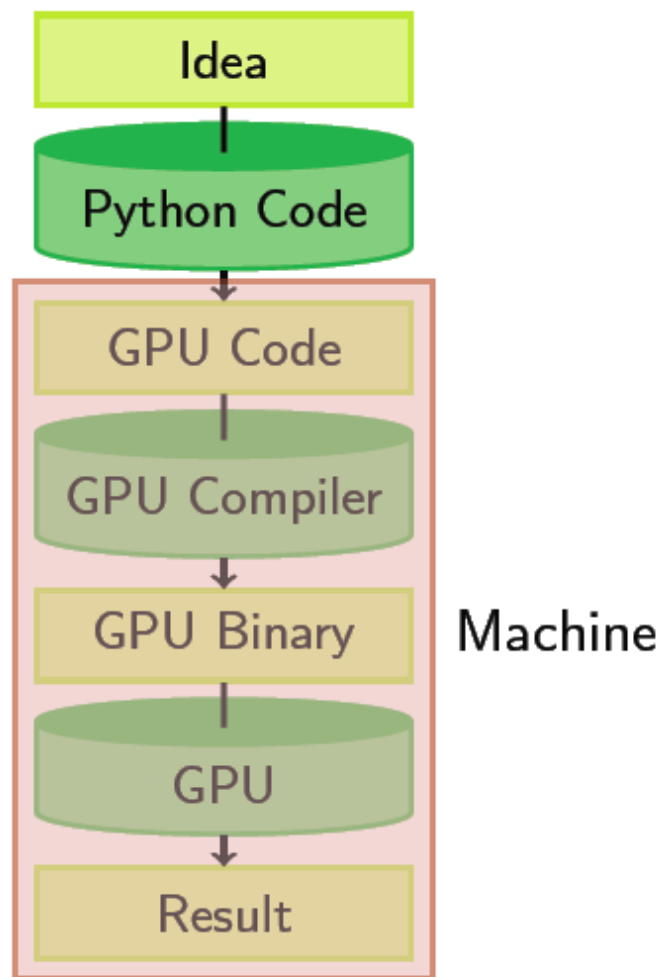 Idea
Python Code
GPU Code
GPU Compiler
GPU Binary
Machine
GPU
Result